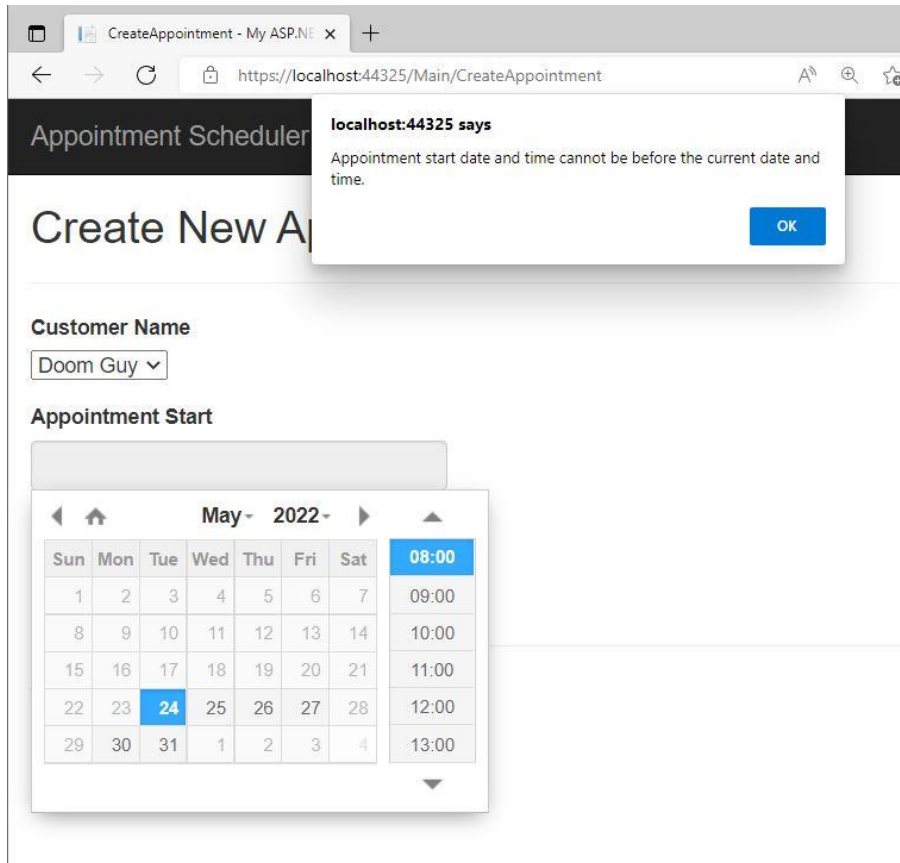 CreateAppointment - My ASP.NE
https://localhost:44325/Main/CreateAppointment
Appointment Scheduler
localhost:44325 says
Appointment start date and time cannot be before the current date and
time.
OK
Create New A
Customer Name
Doom Guy
Appointment Start
May 2022
Sun Mon Tue Wed Thu Fri Sat 08:00
1 2 3 4 5 6 7 09:00
8 9 10 11 12 13 14 10:00
15 16 17 18 19 20 21 11:00
22 23 24 25 26 27 28 12:00
29 30 31 1 2 3 4 13:00